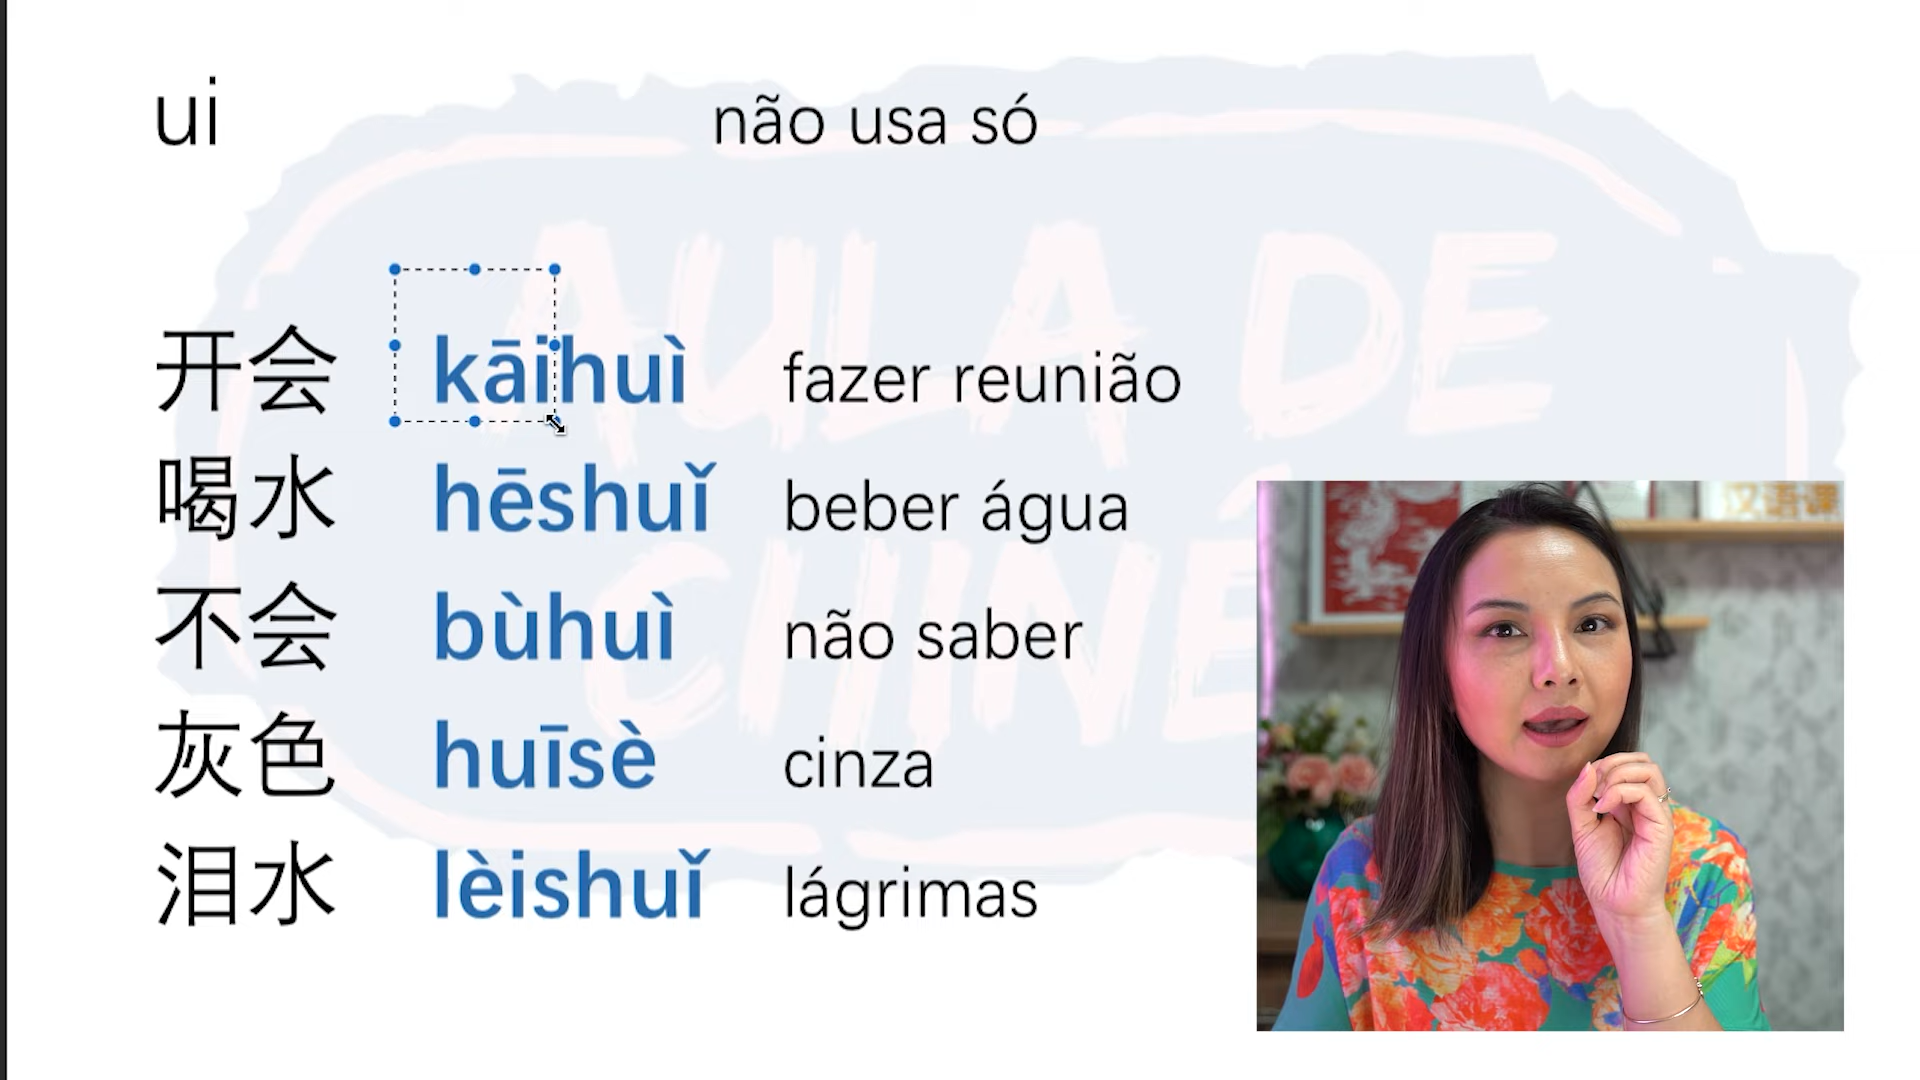 ui não usa só
开会 kāihuì fazer reunião
喝水 hēshuǐ beber água
不会 bùhuì não saber
灰色 huīsè cinza
泪水 lèishuǐ lágrimas
AULA DE
CHINÊ
汉语课